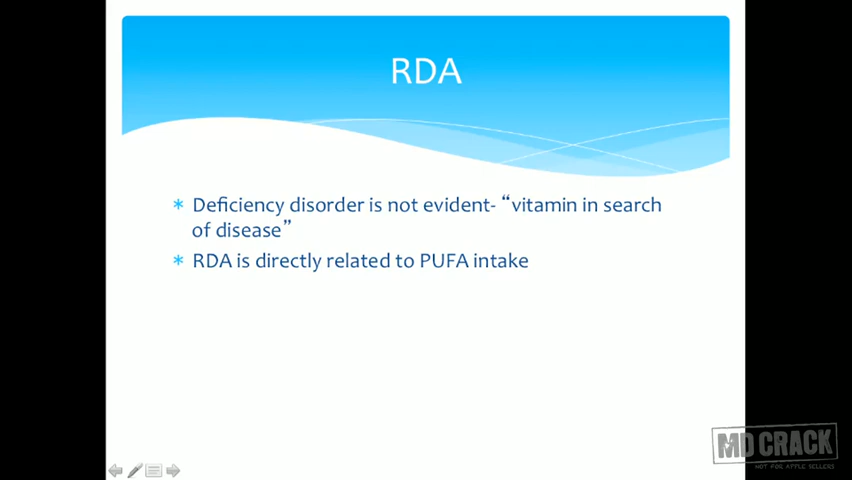 RDA
Deficiency disorder is not evident- “vitamin in search
of disease”
RDA is directly related to PUFA intake
MD CRACK
NOT FOR APPLE SELLERS